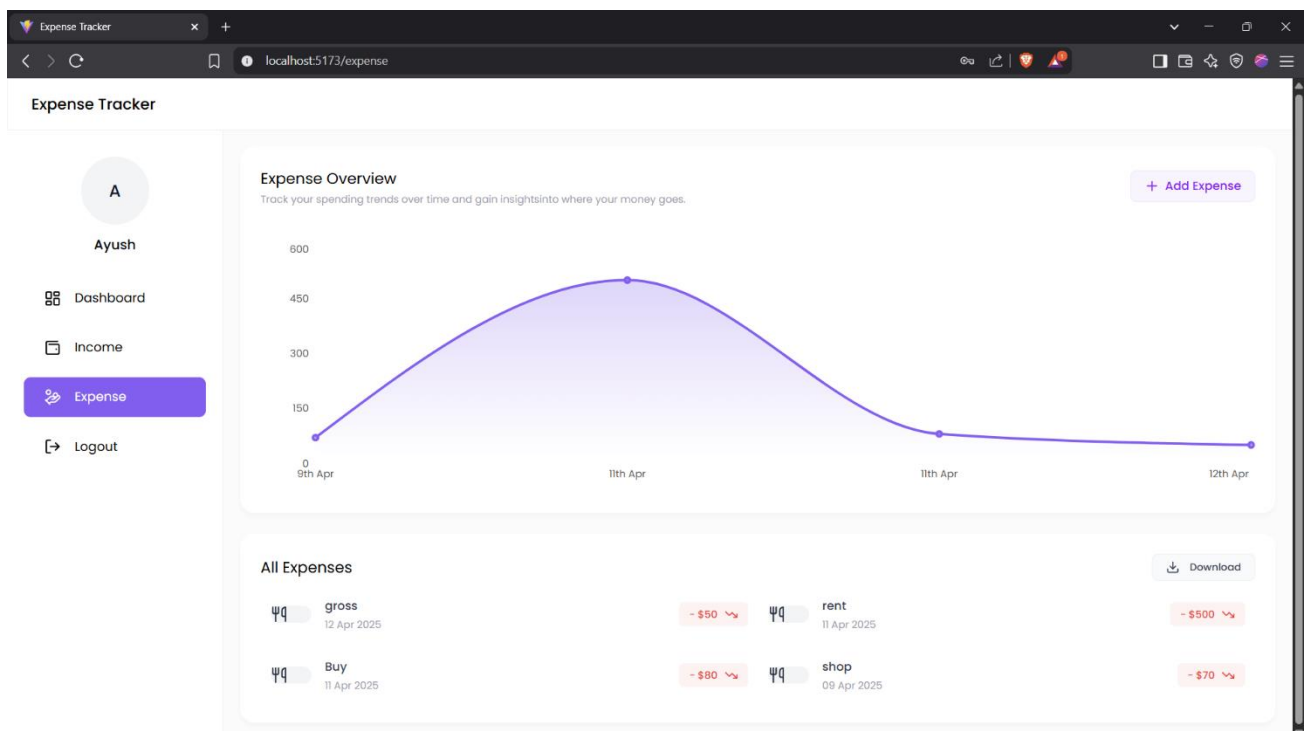 Expense Tracker
localhost:5173/expense
Expense Tracker
A
Ayush
Dashboard
Income
Expense
Logout
Expense Overview
Track your spending trends over time and gain insightsinto where your money goes.
+ Add Expense
600
450
300
150
0
9th Apr
11th Apr
11th Apr
12th Apr
All Expenses
Download
gross
12 Apr 2025
- $50
rent
11 Apr 2025
- $500
Buy
11 Apr 2025
- $80
shop
09 Apr 2025
- $70